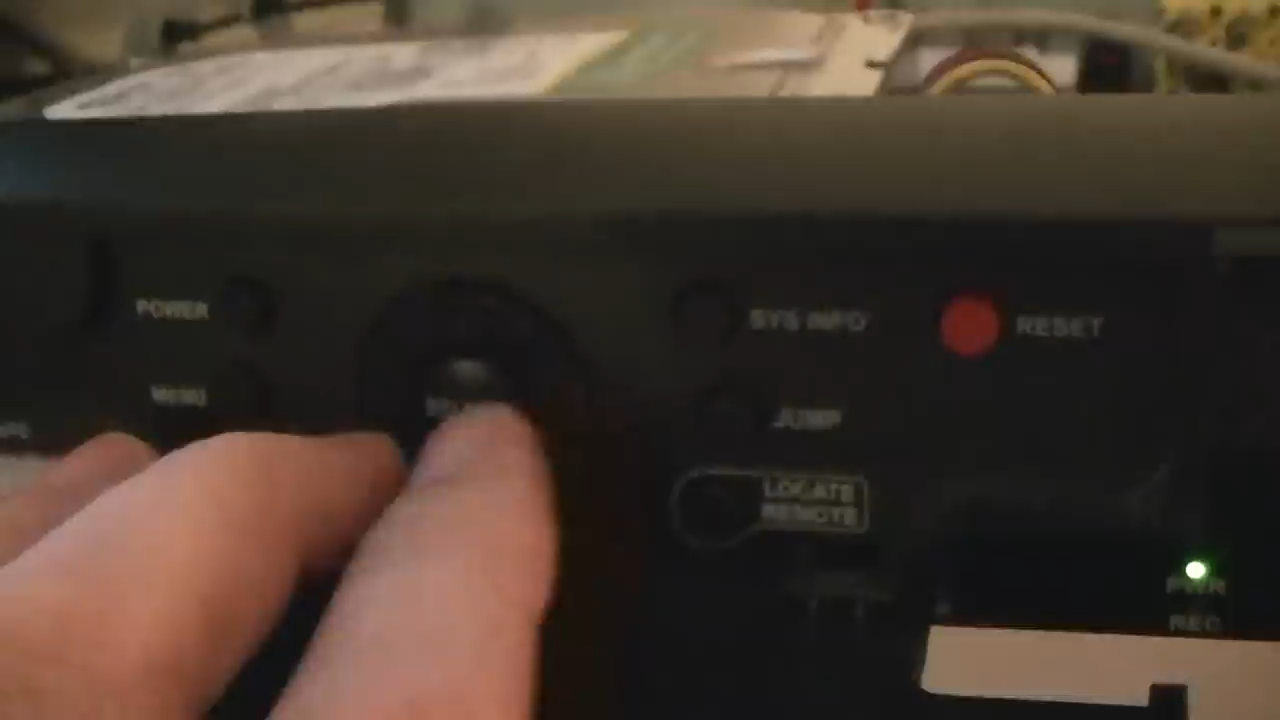 POWER
SYS INFO
RESET
MENU
JUMP
LOCATE
REMOTE
PWR
REC